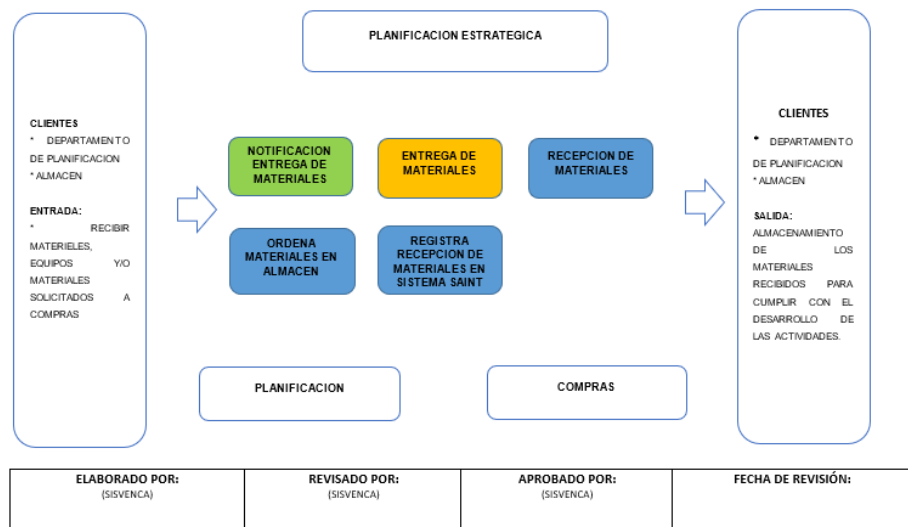 PLANIFICACION ESTRATEGICA
CLIENTES
* DEPARTAMENTO
DE PLANIFICACION
* ALMACEN
ENTRADA:
* RECIBIR
MATERIELES,
EQUIPOS Y/O
MATERIALES
SOLICITADOS A
COMPRAS
NOTIFICACION
ENTREGA DE
MATERIALES
ENTREGA DE
MATERIALES
RECEPCION DE
MATERIALES
ORDENA
MATERIALES EN
ALMACEN
REGISTRA
RECEPCION DE
MATERIALES EN
SISTEMA SAINT
PLANIFICACION
COMPRAS
CLIENTES
* DEPARTAMENTO
DE PLANIFICACION
* ALMACEN
SALIDA:
ALMACENAMIENTO
DE LOS
MATERIALES
RECIBIDOS PARA
CUMPLIR CON EL
DESARROLLO DE
LAS ACTIVIDADES.
ELABORADO POR:
(SISVENCA)
REVISADO POR:
(SISVENCA)
APROBADO POR:
(SISVENCA)
FECHA DE REVISIÓN: